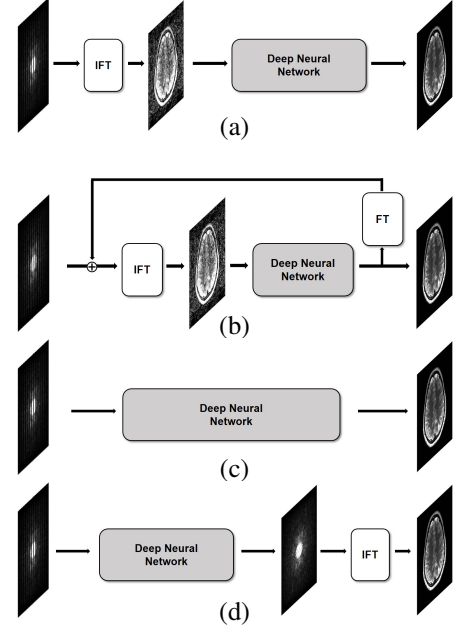 IFT
Deep Neural
Network
(a)
FT
IFT
Deep Neural
Network
(b)
Deep Neural
Network
(c)
Deep Neural
Network
IFT
(d)